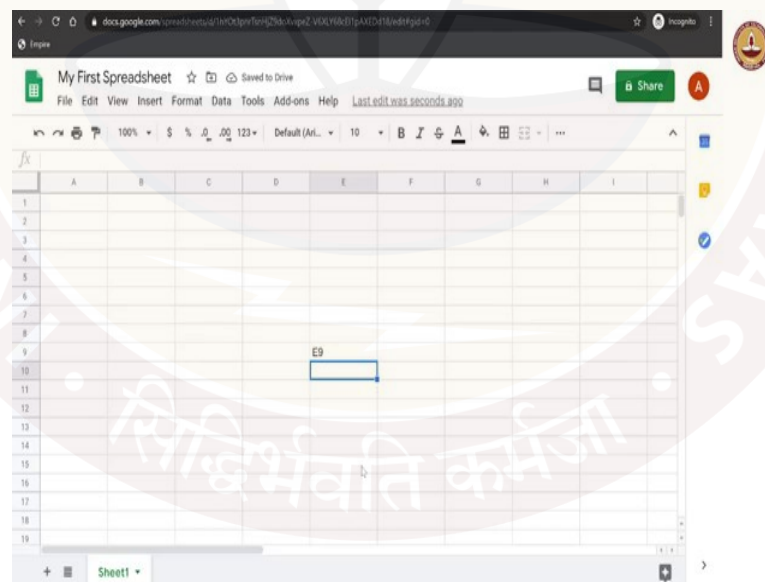 docs.google.com/spreadsheets/d/
Incognito
Empire
My First Spreadsheet Saved to Drive
Share A
File Edit View Insert Format Data Tools Add-ons Help Last edit was seconds ago
100% $ % .0 .00 123 Default (Ari... 10 B I S A
fx
A B C D E F G H I
1
2
3
4
5
6
7
8
9 E9
10
11
12
13
14
15
16
17
18
19
Sheet1
सिद्धिर्भवति कर्मजा